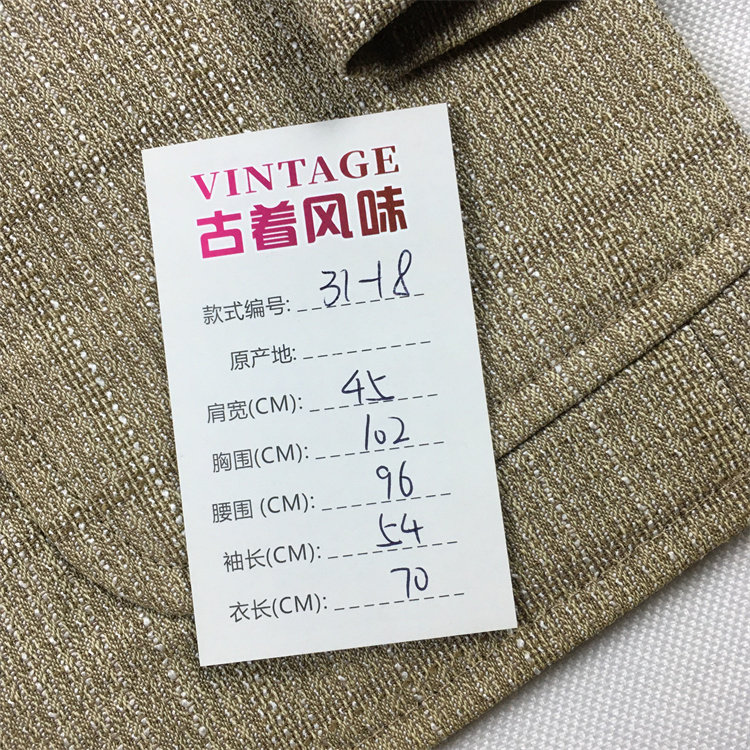 VINTAGE
古着风味
款式编号: 31-18
原产地:
肩宽(CM): 45
胸围(CM): 102
腰围 (CM): 96
袖长(CM): 54
衣长(CM): 70